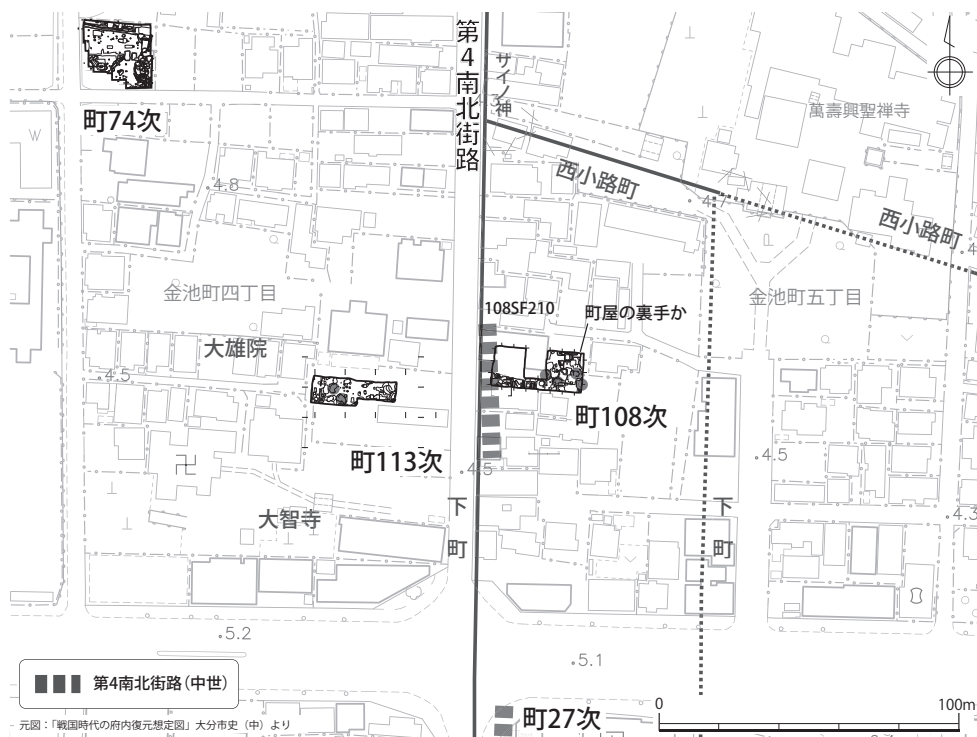 第4南北街路
サイノ神
町74次
萬壽興聖禅寺
W
西小路町
4.8
4.7
西小路町
金池町四丁目
金池町五丁目
108SF210
町屋の裏手か
大雄院
4.5
町108次
町113次
4.5
4.5
下町
下町
大智寺
4.3
5.2
5.1
第4南北街路(中世)
町27次
0
100m
元図:「戦国時代の府内復元想定図」大分市史(中)より